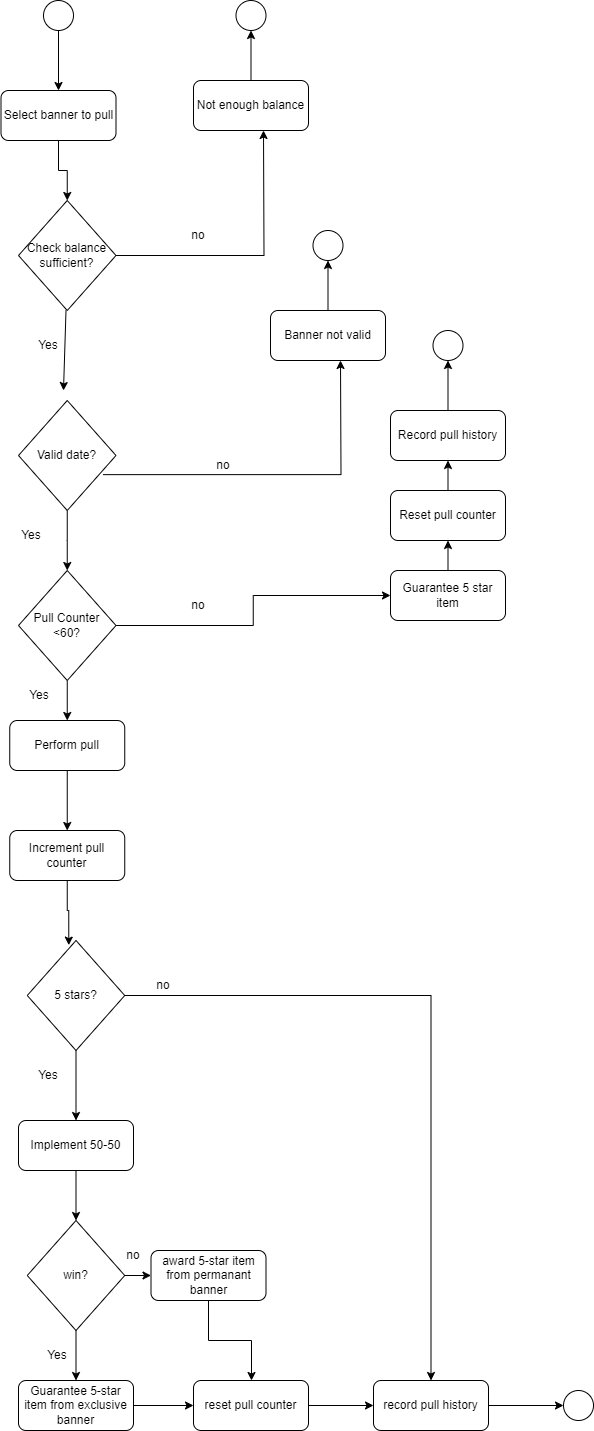 Select banner to pull
Not enough balance
Check balance
sufficient?
no
Yes
Banner not valid
Valid date?
no
Record pull history
Reset pull counter
Yes
Guarantee 5 star
item
Pull Counter
<60?
no
Yes
Perform pull
Increment pull
counter
5 stars?
no
Yes
Implement 50-50
win?
no
award 5-star item
from permanant
banner
Yes
Guarantee 5-star
item from exclusive
banner
reset pull counter
record pull history